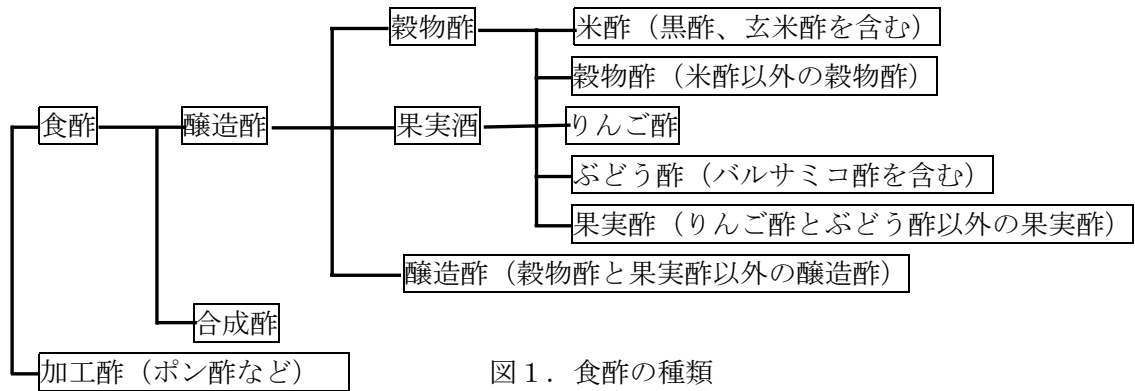 穀物酢
米酢（黒酢、玄米酢を含む）
穀物酢（米酢以外の穀物酢）
食酢
醸造酢
果実酒
りんご酢
ぶどう酢（バルサミコ酢を含む）
果実酢（りんご酢とぶどう酢以外の果実酢）
醸造酢（穀物酢と果実酢以外の醸造酢）
合成酢
加工酢（ポン酢など）
図１．食酢の種類